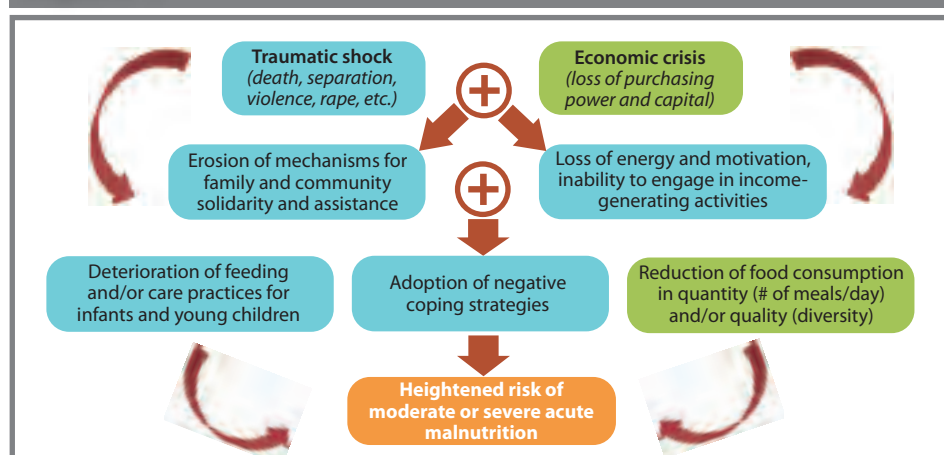 Traumatic shock
(death, separation,
violence, rape, etc.)
Economic crisis
(loss of purchasing
power and capital)
Erosion of mechanisms for
family and community
solidarity and assistance
Loss of energy and motivation,
inability to engage in income-
generating activities
Deterioration of feeding
and/or care practices for
infants and young children
Adoption of negative
coping strategies
Reduction of food consumption
in quantity (# of meals/day)
and/or quality (diversity)
Heightened risk of
moderate or severe acute
malnutrition